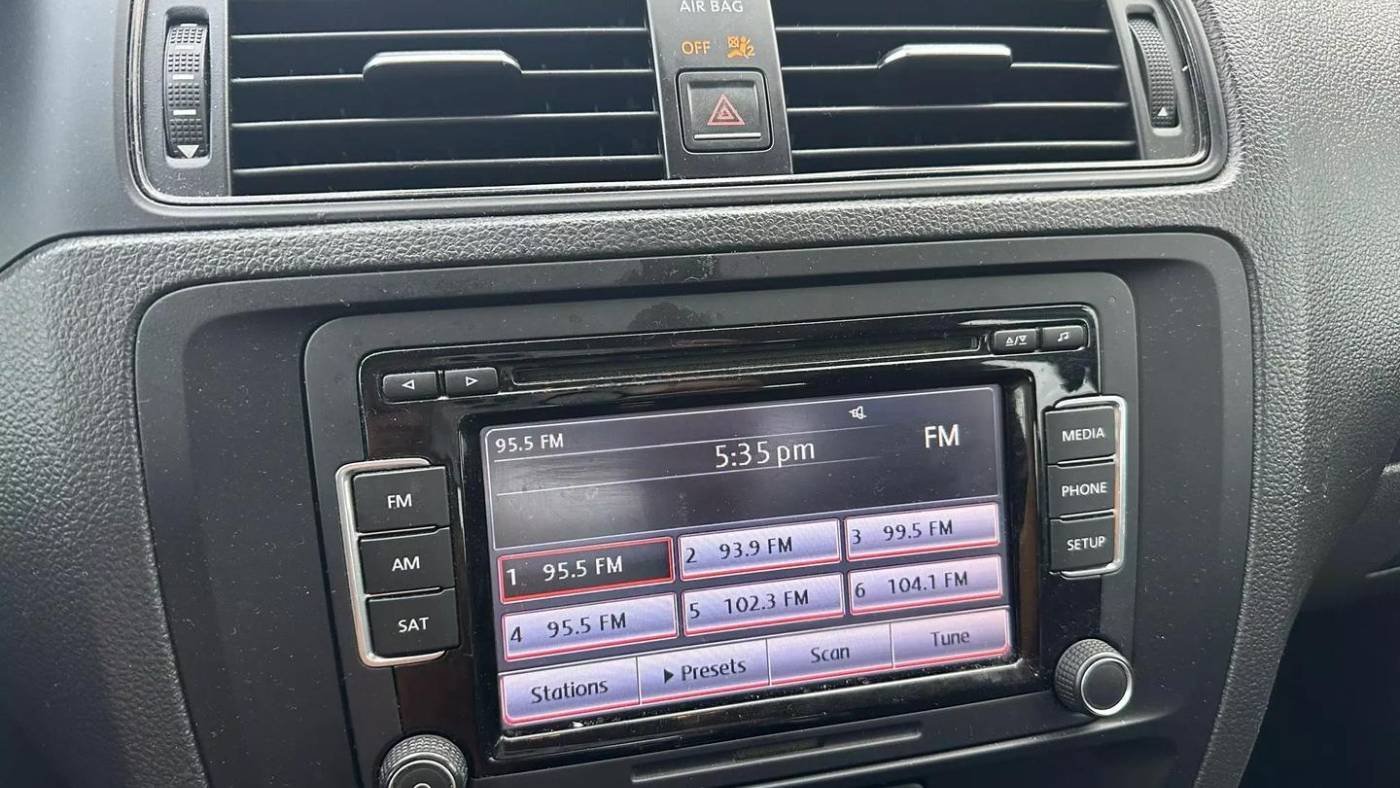 AIR BAG
OFF
2
95.5 FM
5:35 pm
FM
FM
AM
SAT
MEDIA
PHONE
SETUP
1 95.5 FM
2 93.9 FM
3 99.5 FM
4 95.5 FM
5 102.3 FM
6 104.1 FM
Stations
Presets
Scan
Tune